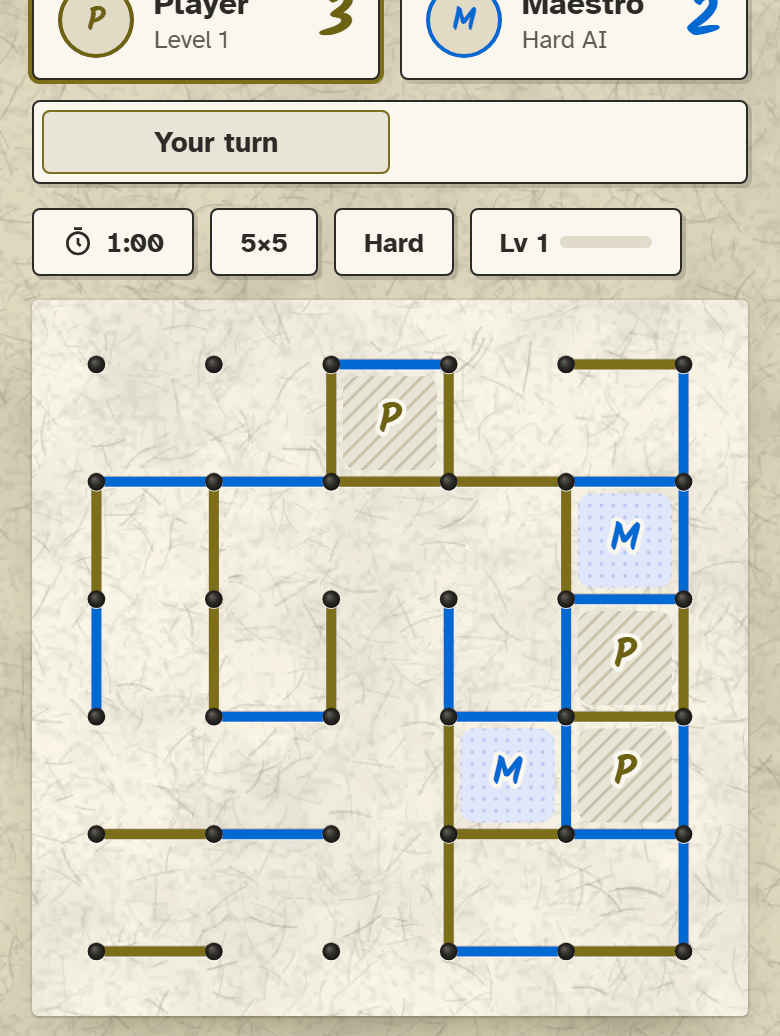 P Player 3
Level 1
M Maestro 2
Hard AI
Your turn
1:00 5×5 Hard Lv 1
P
M
P
M P